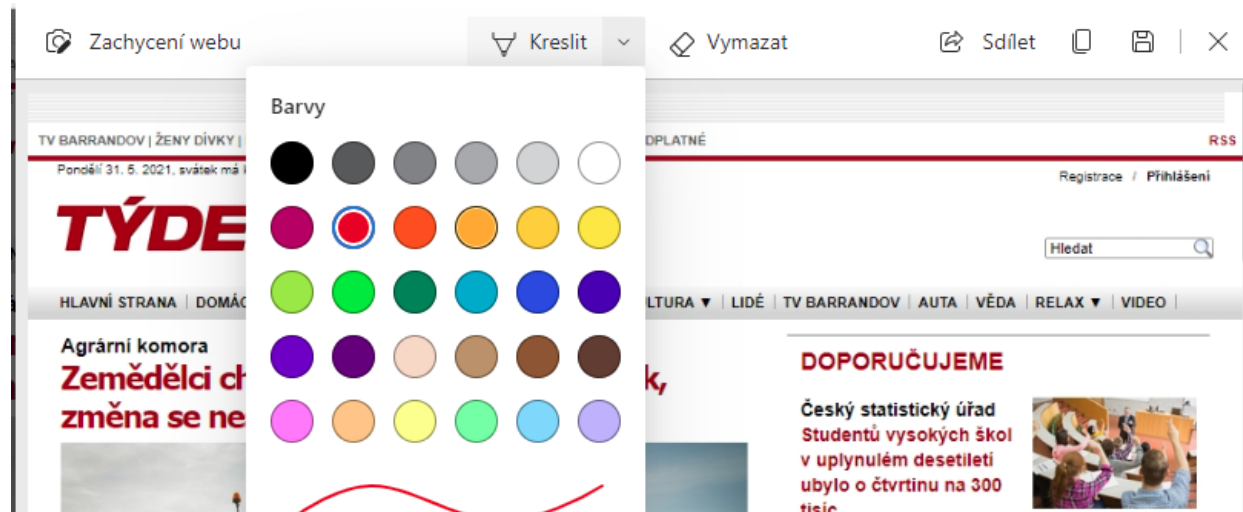 Zachycení webu
Kreslit
Vymazat
Sdílet
Barvy
TV BARRANDOV | ŽENY DÍVKY |
RSS
Pondělí 31. 5. 2021, svátek má
Registrace / Přihlášení
TÝDE
Hledat
HLAVNÍ STRANA | DOMÁC
LTURA ▼ | LIDÉ | TV BARRANDOV | AUTA | VĚDA | RELAX ▼ | VIDEO |
Agrární komora
Zemědělci ch
k,
změna se ne
DOPORUČUJEME
Český statistický úřad
Studentů vysokých škol
v uplynulém desetiletí
ubylo o čtvrtinu na 300
tisíc